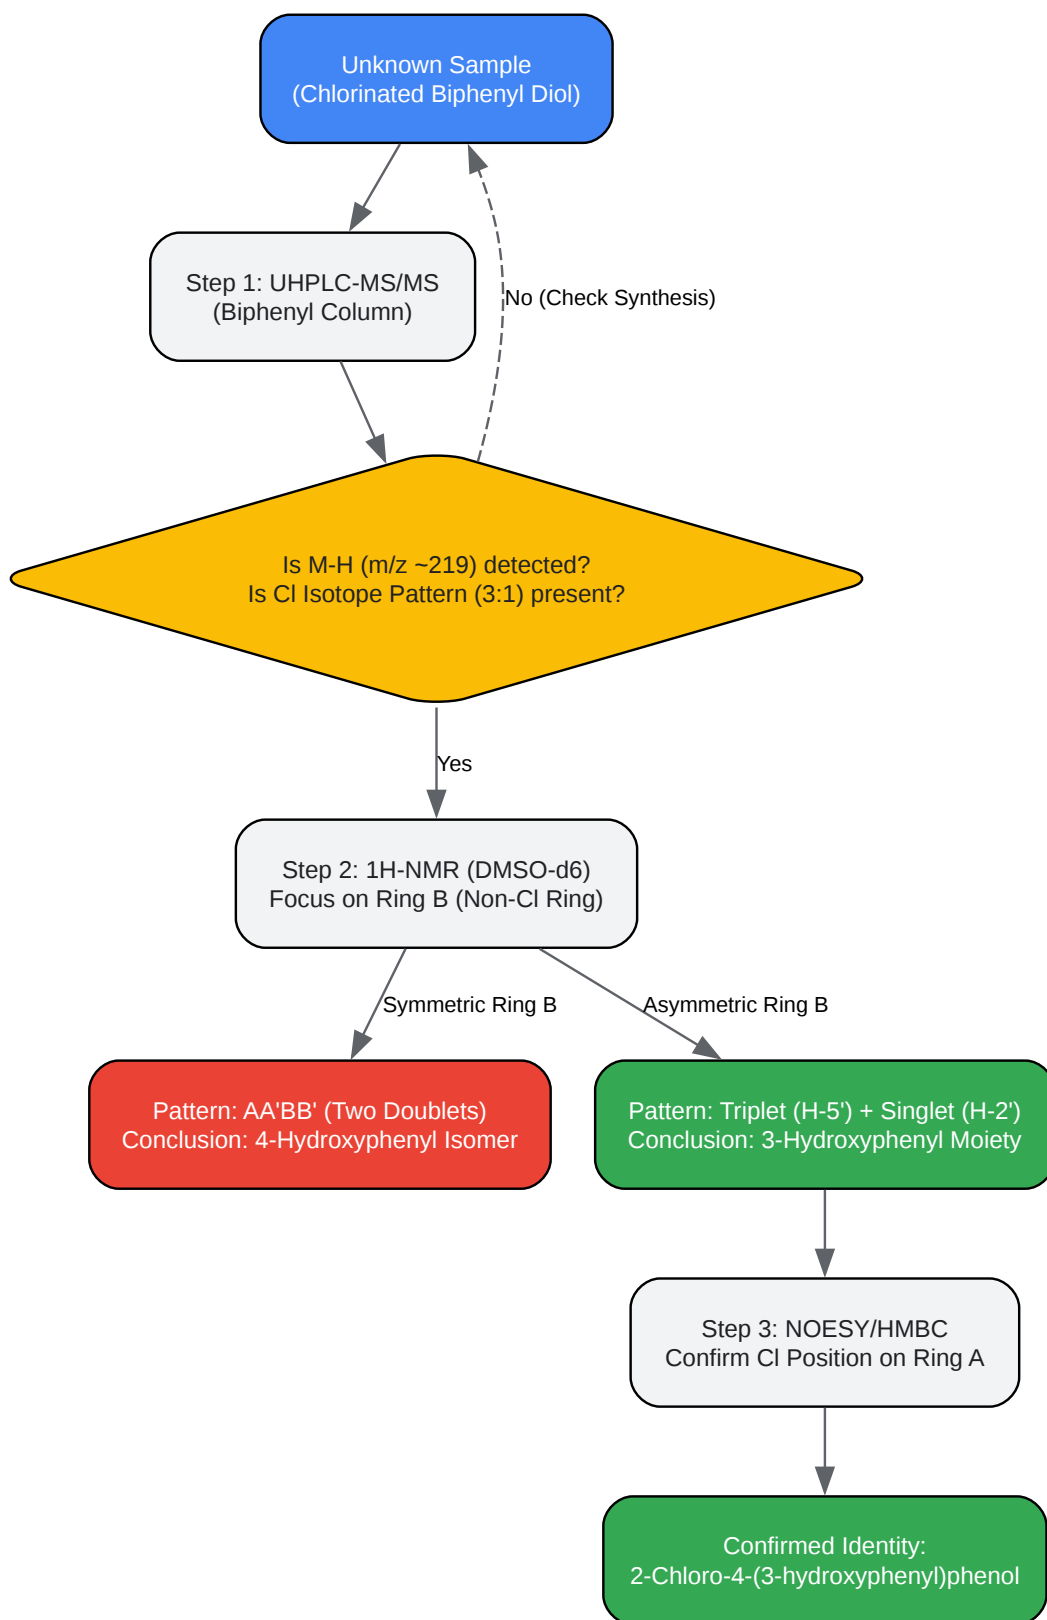 Unknown Sample
(Chlorinated Biphenyl Diol)
Step 1: UHPLC-MS/MS
(Biphenyl Column)
No (Check Synthesis)
Is M-H (m/z ~219) detected?
Is Cl Isotope Pattern (3:1) present?
Yes
Step 2: 1H-NMR (DMSO-d6)
Focus on Ring B (Non-Cl Ring)
Symmetric Ring B
Asymmetric Ring B
Pattern: AA'BB' (Two Doublets)
Conclusion: 4-Hydroxyphenyl Isomer
Pattern: Triplet (H-5') + Singlet (H-2')
Conclusion: 3-Hydroxyphenyl Moiety
Step 3: NOESY/HMBC
Confirm Cl Position on Ring A
Confirmed Identity:
2-Chloro-4-(3-hydroxyphenyl)phenol